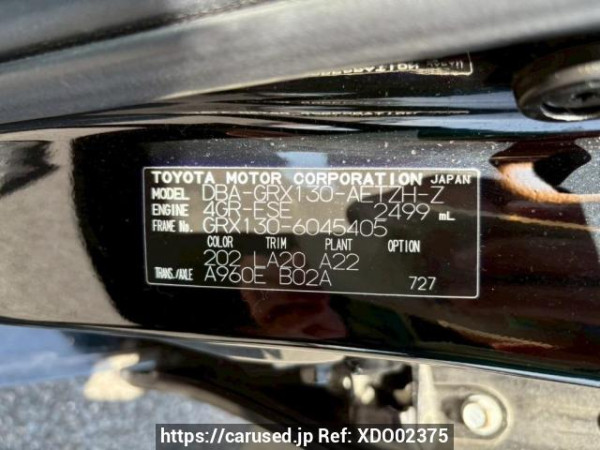 TOYOTA MOTOR CORPORATION JAPAN
MODEL DBA-GRX130-AETZH-Z
ENGINE 4GR-FSE 2499 mL
FRAME No. GRX130-6045405
COLOR TRIM PLANT OPTION
202 LA20 A22
TRANS./AXLE A960E B02A 727
https://carused.jp Ref: XDO02375